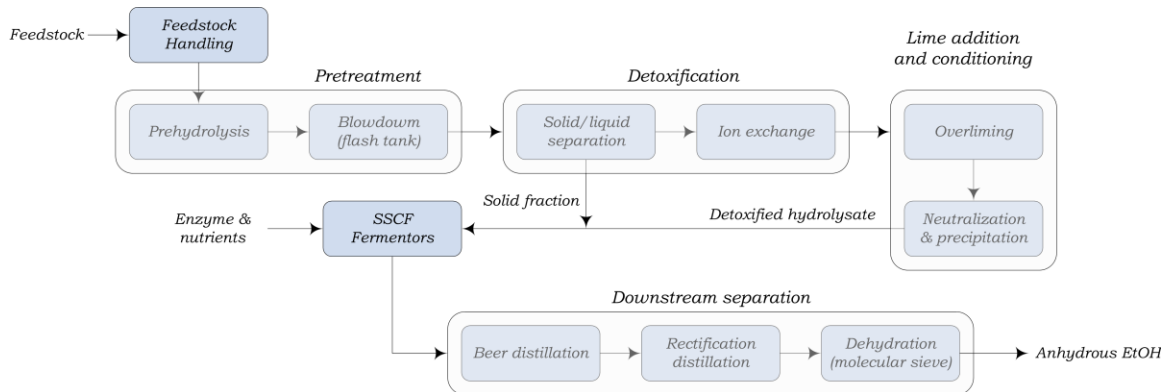 Feedstock
Feedstock
Handling
Pretreatment
Detoxification
Lime addition
and conditioning
Prehydrolysis
Blowdowm
(flash tank)
Solid/liquid
separation
Ion exchange
Overliming
Solid fraction
Detoxified hydrolysate
Enzyme &
nutrients
SSCF
Fermentors
Neutralization
& precipitation
Downstream separation
Beer distillation
Rectification
distillation
Dehydration
(molecular sieve)
Anhydrous EtOH